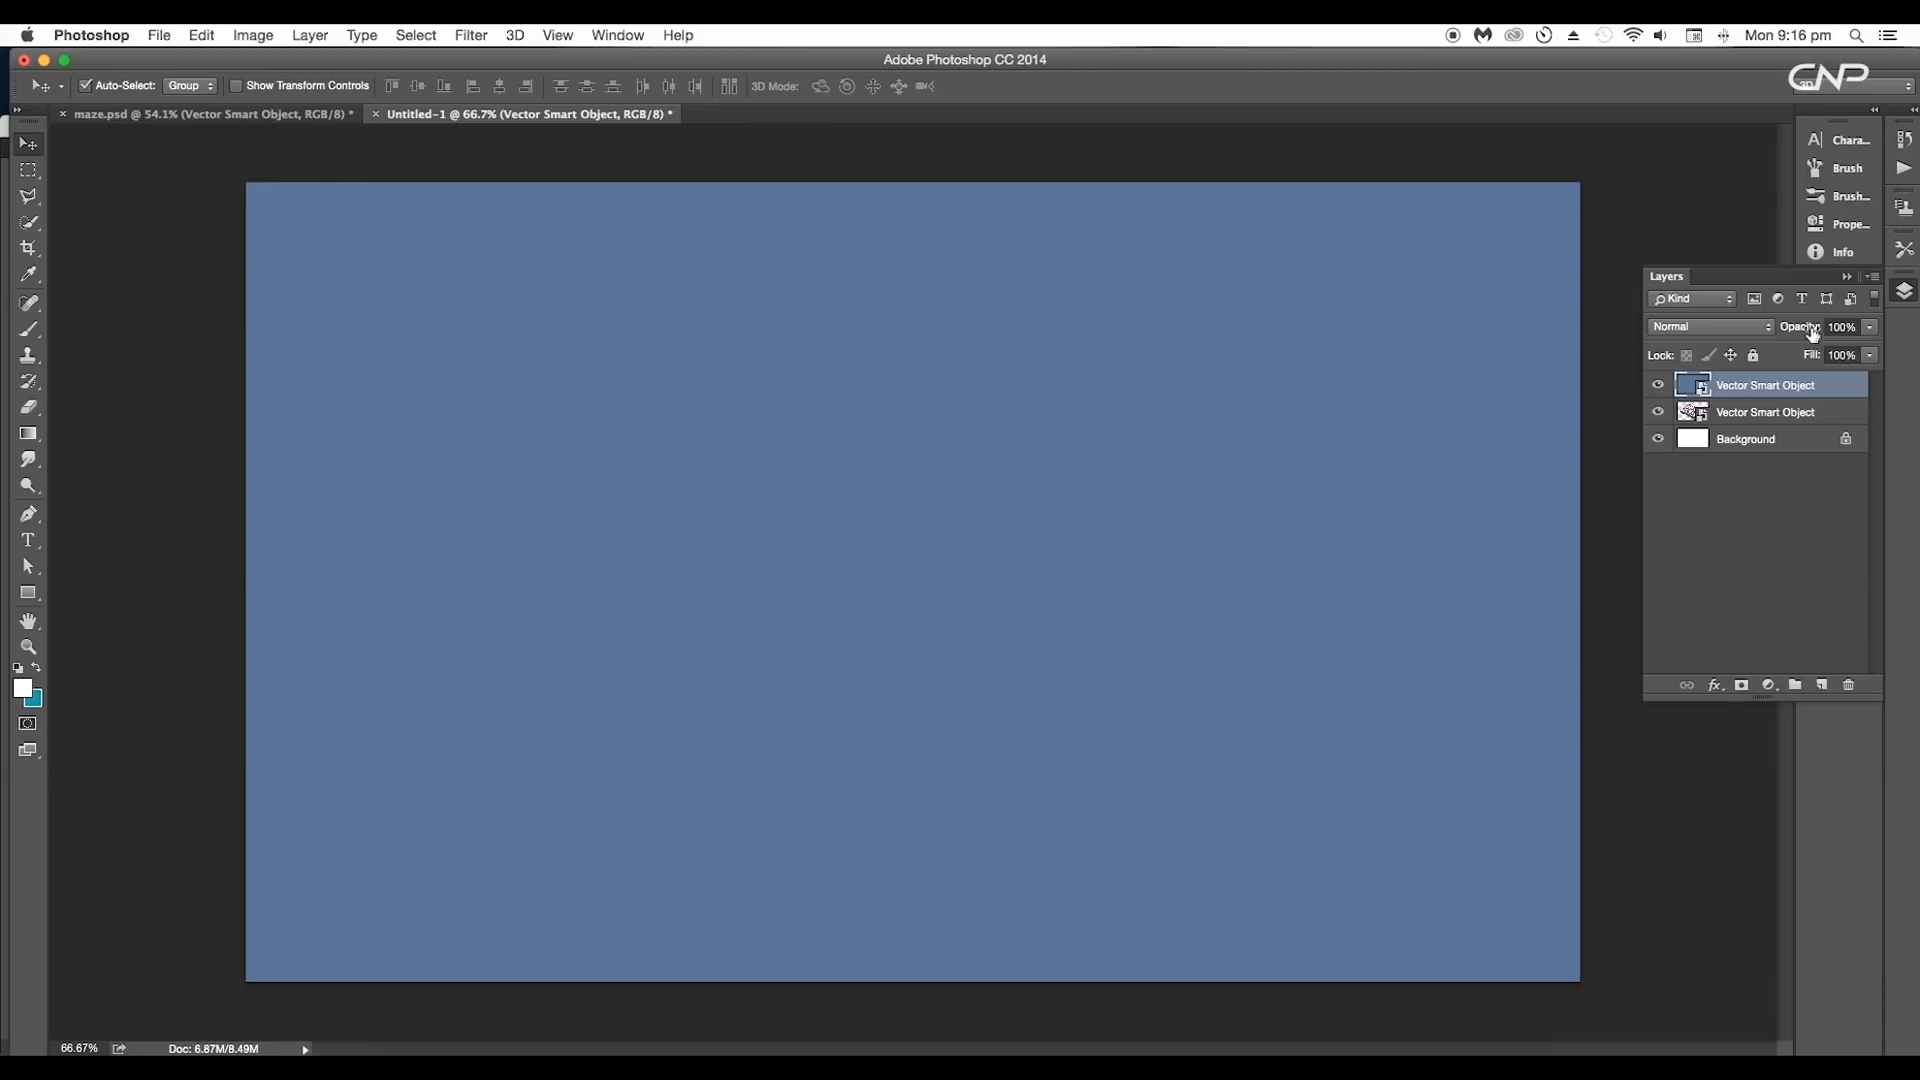 Photoshop File Edit Image Layer Type Select Filter 3D View Window Help Mon 9:16 pm
Adobe Photoshop CC 2014
Auto-Select: Group Show Transform Controls 3D Mode:
CNP
maze.psd @ 54.1% (Vector Smart Object, RGB/8) * Untitled-1 @ 66.7% (Vector Smart Object, RGB/8) *
Chara...
Brush
Brush...
Prope...
Info
Layers
Kind
Normal Opacity: 100%
Lock: Fill: 100%
Vector Smart Object
Vector Smart Object
Background
fx
66.67% Doc: 6.87M/8.49M